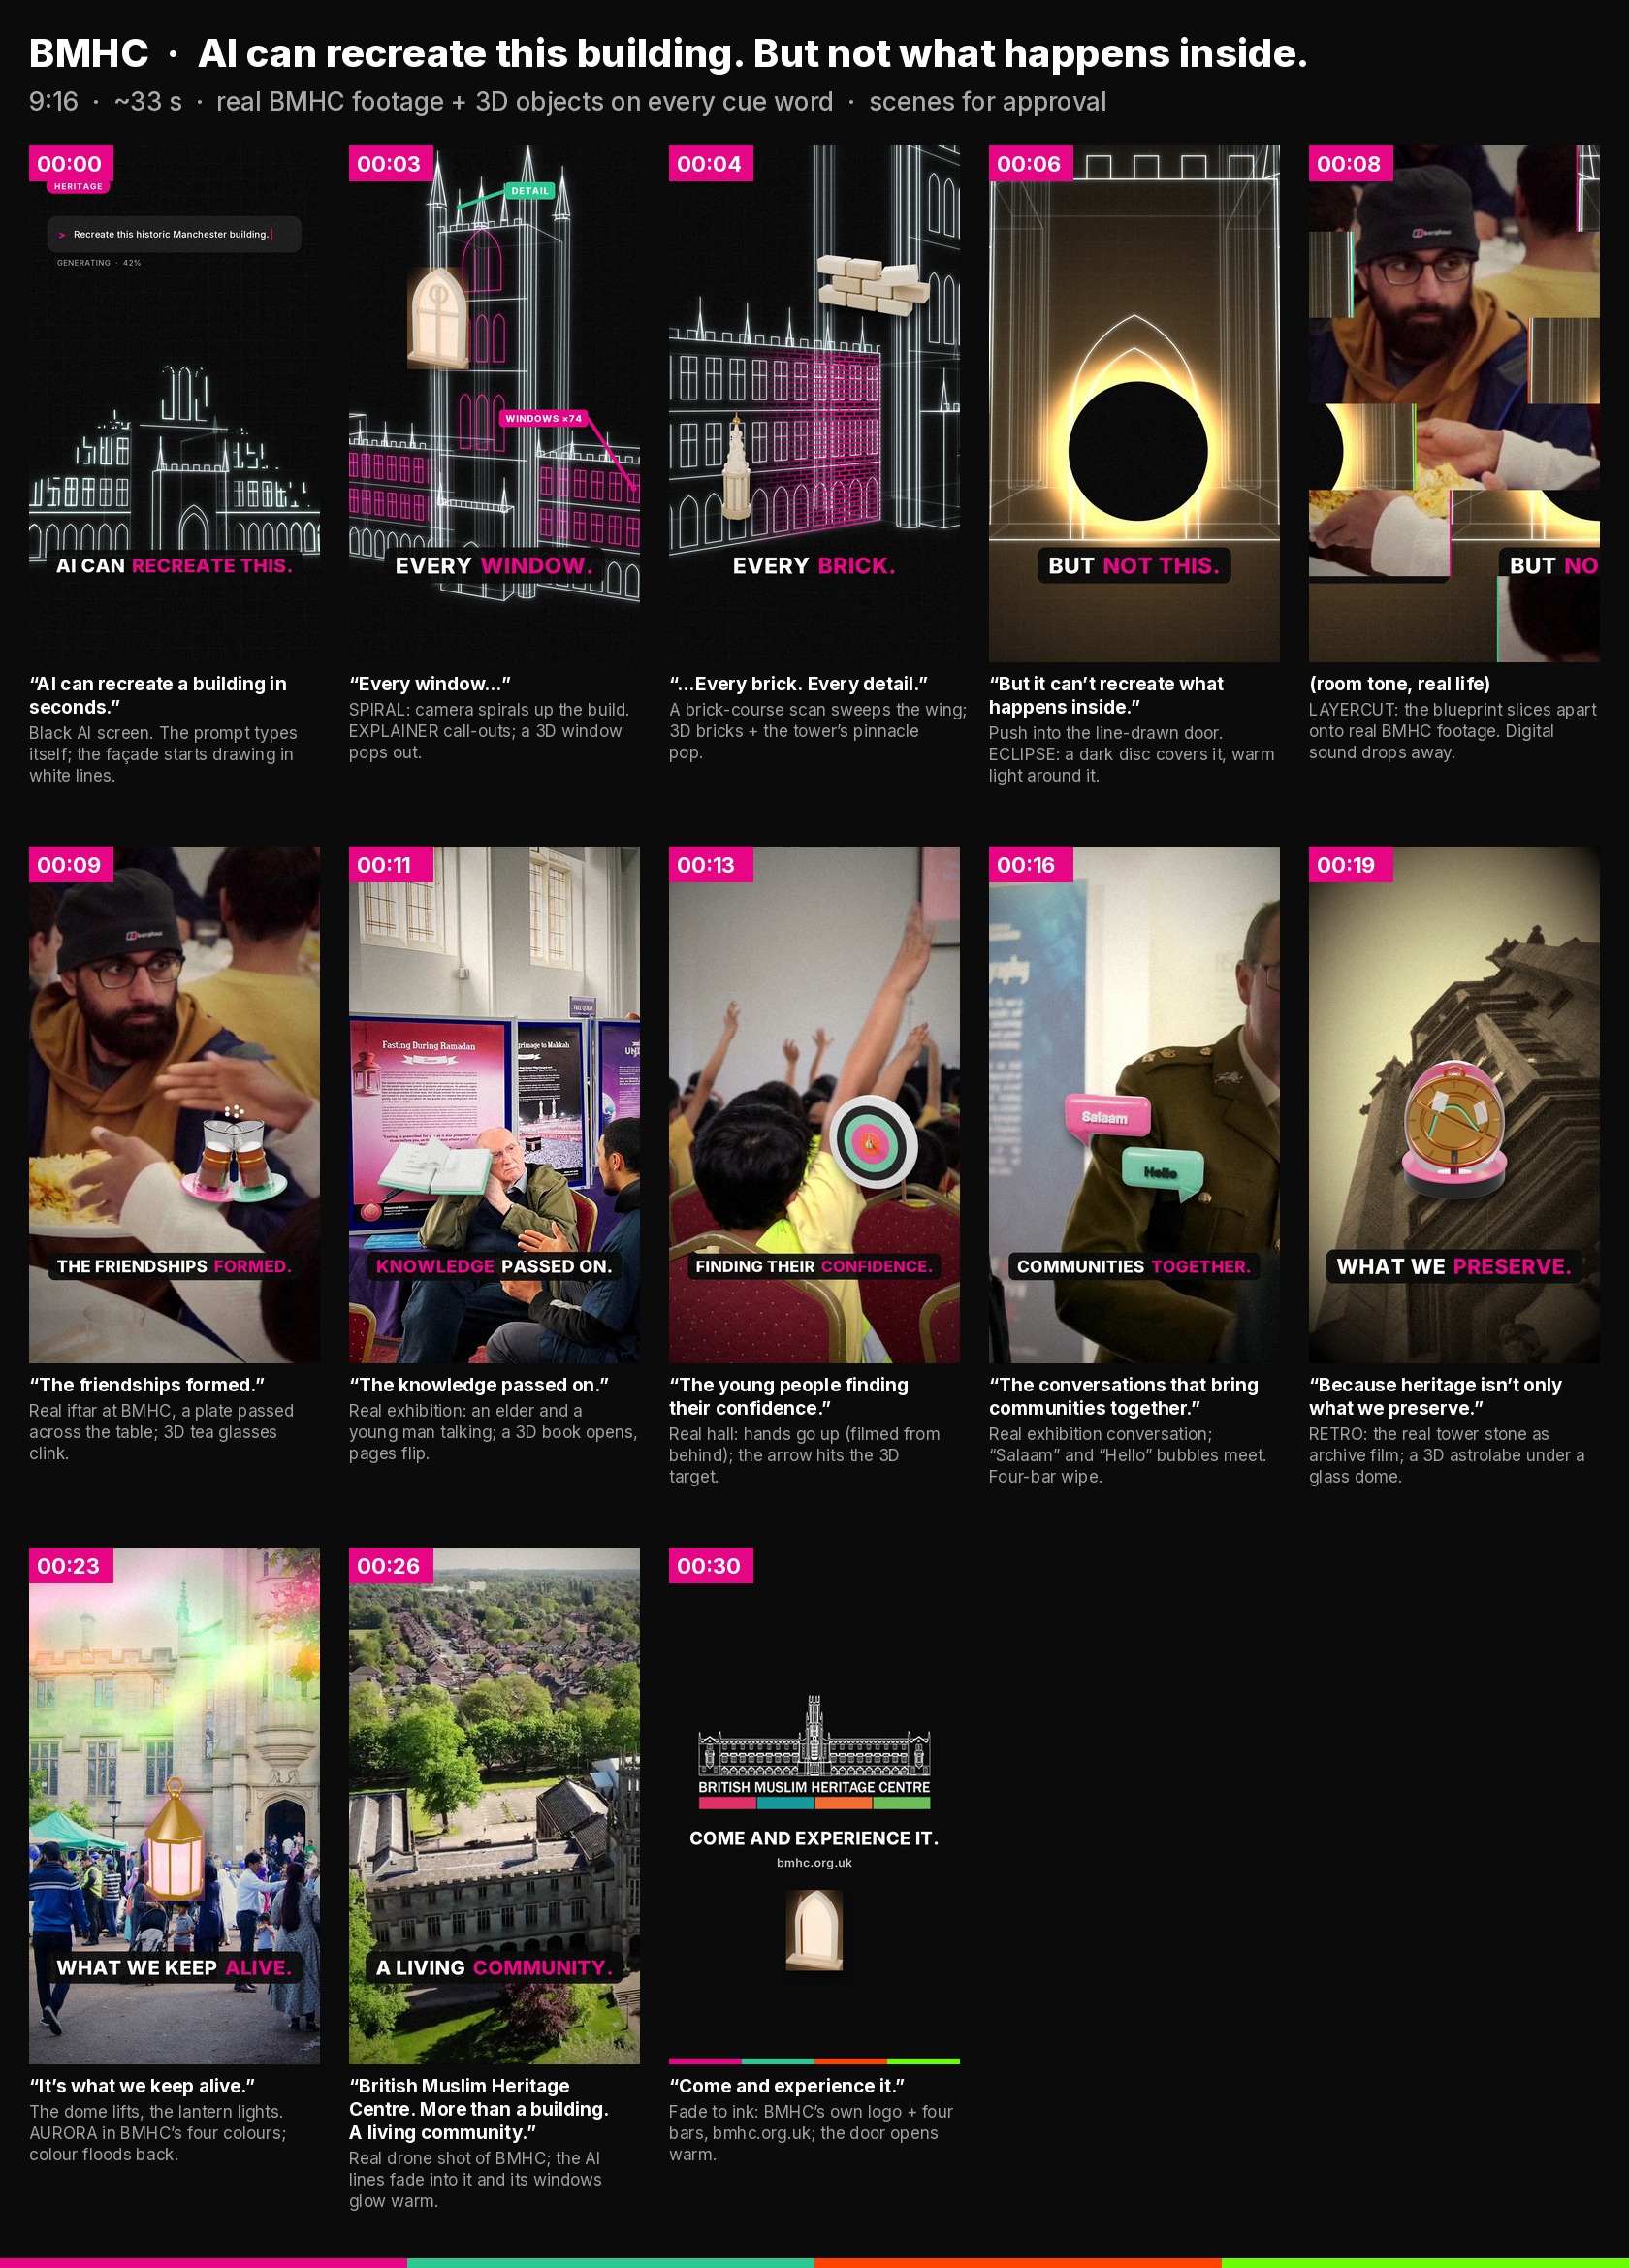 BMHC · AI can recreate this building. But not what happens inside.
9:16 · ~33 s · real BMHC footage + 3D objects on every cue word · scenes for approval
00:00
HERITAGE
> Recreate this historic Manchester building.
GENERATING · 42%
AI CAN RECREATE THIS.
“AI can recreate a building in
seconds.”
Black AI screen. The prompt types
itself; the façade starts drawing in
white lines.
00:03
DETAIL
WINDOWS ×74
EVERY WINDOW.
“Every window…”
SPIRAL: camera spirals up the build.
EXPLAINER call-outs; a 3D window
pops out.
00:04
EVERY BRICK.
“…Every brick. Every detail.”
A brick-course scan sweeps the wing;
3D bricks + the tower’s pinnacle
pop.
00:06
BUT NOT THIS.
“But it can’t recreate what
happens inside.”
Push into the line-drawn door.
ECLIPSE: a dark disc covers it, warm
light around it.
00:08
berghaus
BUT NO
(room tone, real life)
LAYERCUT: the blueprint slices apart
onto real BMHC footage. Digital
sound drops away.
00:09
berghaus
THE FRIENDSHIPS FORMED.
“The friendships formed.”
Real iftar at BMHC, a plate passed
across the table; 3D tea glasses
clink.
00:11
FREE QURAN
Fasting During Ramadan
grimage to Makkah
KNOWLEDGE PASSED ON.
“The knowledge passed on.”
Real exhibition: an elder and a
young man talking; a 3D book opens,
pages flip.
00:13
FINDING THEIR CONFIDENCE.
“The young people finding
their confidence.”
Real hall: hands go up (filmed from
behind); the arrow hits the 3D
target.
00:16
Salaam
Hello
COMMUNITIES TOGETHER.
“The conversations that bring
communities together.”
Real exhibition conversation;
“Salaam” and “Hello” bubbles meet.
Four-bar wipe.
00:19
WHAT WE PRESERVE.
“Because heritage isn’t only
what we preserve.”
RETRO: the real tower stone as
archive film; a 3D astrolabe under a
glass dome.
00:23
WHAT WE KEEP ALIVE.
“It’s what we keep alive.”
The dome lifts, the lantern lights.
AURORA in BMHC’s four colours;
colour floods back.
00:26
A LIVING COMMUNITY.
“British Muslim Heritage
Centre. More than a building.
A living community.”
Real drone shot of BMHC; the AI
lines fade into it and its windows
glow warm.
00:30
BRITISH MUSLIM HERITAGE CENTRE
COME AND EXPERIENCE IT.
bmhc.org.uk
“Come and experience it.”
Fade to ink: BMHC’s own logo + four
bars, bmhc.org.uk; the door opens
warm.